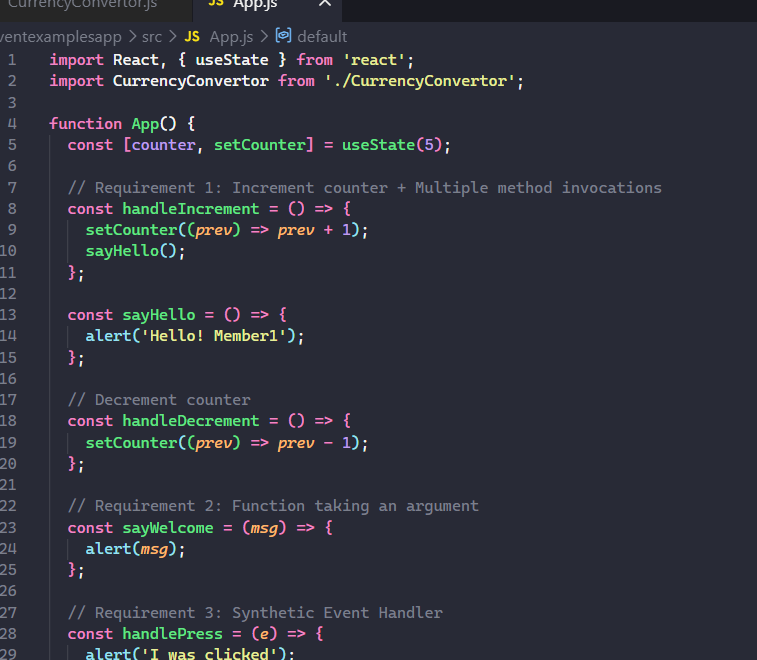 CurrencyConvertor.js JS App.js ×
ventexamplesapp > src > JS App.js > default
1 import React, { useState } from 'react';
2 import CurrencyConvertor from './CurrencyConvertor';
3
4 function App() {
5 const [counter, setCounter] = useState(5);
6
7 // Requirement 1: Increment counter + Multiple method invocations
8 const handleIncrement = () => {
9 setCounter((prev) => prev + 1);
10 sayHello();
11 };
12
13 const sayHello = () => {
14 alert('Hello! Member1');
15 };
16
17 // Decrement counter
18 const handleDecrement = () => {
19 setCounter((prev) => prev - 1);
20 };
21
22 // Requirement 2: Function taking an argument
23 const sayWelcome = (msg) => {
24 alert(msg);
25 };
26
27 // Requirement 3: Synthetic Event Handler
28 const handlePress = (e) => {
29 alert('I was clicked');